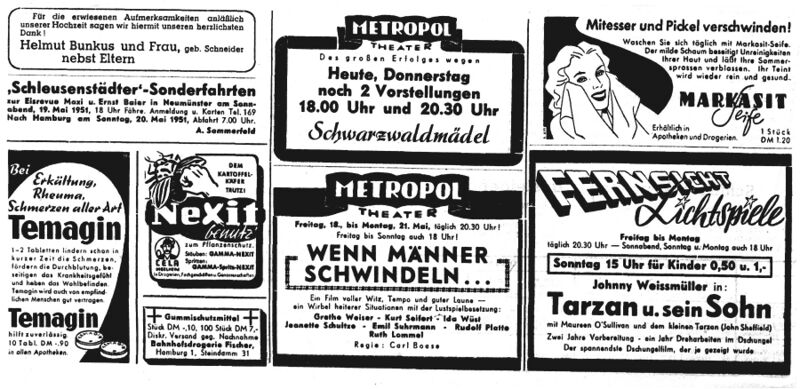 Für die erwiesenen Aufmerksamkeiten anläßlich
unserer Hochzeit sagen wir hiermit unseren herzlichsten
Dank!
Helmut Bunkus und Frau, geb. Schneider
nebst Eltern
‚Schleusenstädter'-Sonderfahrten
zur Eisrevue Maxi u. Ernst Baier in Neumünster am Sonn-
abend, 19. Mai 1951, 18 Uhr Fähre. Anmeldung u. Karten Tel. 169
Nach Hamburg am Sonntag, 20. Mai 1951, Abfahrt 7.00 Uhr.
A. Sommerfeld
Bei
Erkältung,
Rheuma,
Schmerzen aller Art
Temagin
1-2 Tabletten lindern schon in
kurzer Zeit die Schmerzen,
fördern die Durchblutung, be-
seitigen das Krankheitsgefühl
und heben das Wohlbefinden.
Temagin wird auch von empfind-
lichen Menschen gut vertragen.
Temagin
hilft zuverlässig
10 Tabl. DM -.90
in allen Apotheken.
DEM
KARTOFFEL-
KÄFER
TRUTZ!
Nexit
benutz'
zum Pflanzenschutz.
Stäuben: GAMMA-NEXIT
Spritzen:
GAMMA-Spritz-NEXIT
CELA
INGELHEIM
in Drogerien, Fachgeschäften u. Genossenschaften
Gummischutzmittel
Stück DM -,10, 100 Stück DM 7,-
Diskr. Versand geg. Nachnahme
Bahnhofsdrogerie Fischer,
Hamburg 1, Steindamm 31
METROPOL
THEATER
Des großen Erfolges wegen
Heute, Donnerstag
noch 2 Vorstellungen
18.00 Uhr und 20.30 Uhr
Schwarzwaldmädel
METROPOL
THEATER
Freitag, 18., bis Montag, 21. Mai, täglich 20.30 Uhr!
Freitag bis Sonntag auch 18 Uhr!
WENN MÄNNER
SCHWINDELN...
Ein Film voller Witz, Tempo und guter Laune —
ein Wirbel heiterer Situationen mit der Lustspielbesetzung:
Grethe Weiser - Kurt Seifert - Ida Wüst
Jeanette Schultze - Emil Suhrmann - Rudolf Platte
Ruth Lommel
Regie: Carl Boese
Mitesser und Pickel verschwinden!
Waschen Sie sich täglich mit Markasit-Seife.
Der milde Schaum beseitigt Unreinigkeiten
Ihrer Haut und läßt Ihre Sommer-
sprossen verblassen. Ihr Teint
wird wieder rein und gesund.
MARKASIT
Seife
Erhältlich in
Apotheken und Drogerien.
1 Stück
DM 1.20
FERNSICHT
Lichtspiele
Freitag bis Montag
täglich 20.30 Uhr — Sonnabend, Sonntag u. Montag auch 18 Uhr
Sonntag 15 Uhr für Kinder 0,50 u. 1,-
Johnny Weissmüller in:
Tarzan u. sein Sohn
mit Maureen O'Sullivan und dem kleinen Tarzan (John Sheffield)
Zwei Jahre Vorbereitung - ein Jahr Dreharbeiten im Dschungel
Der spannendste Dschungelfilm, der je gezeigt wurde